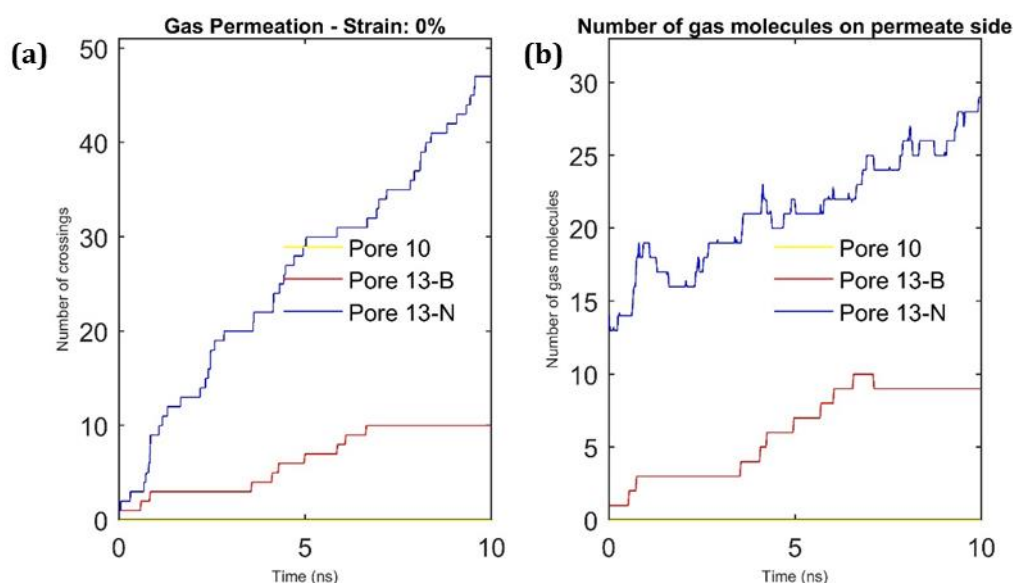 (a)
Gas Permeation - Strain: 0%
50
40
30
20
10
0
Number of crossings
Pore 10
Pore 13-B
Pore 13-N
0
5
10
Time (ns)
(b)
Number of gas molecules on permeate side
30
25
20
15
10
5
0
Number of gas molecules
Pore 10
Pore 13-B
Pore 13-N
0
5
10
Time (ns)